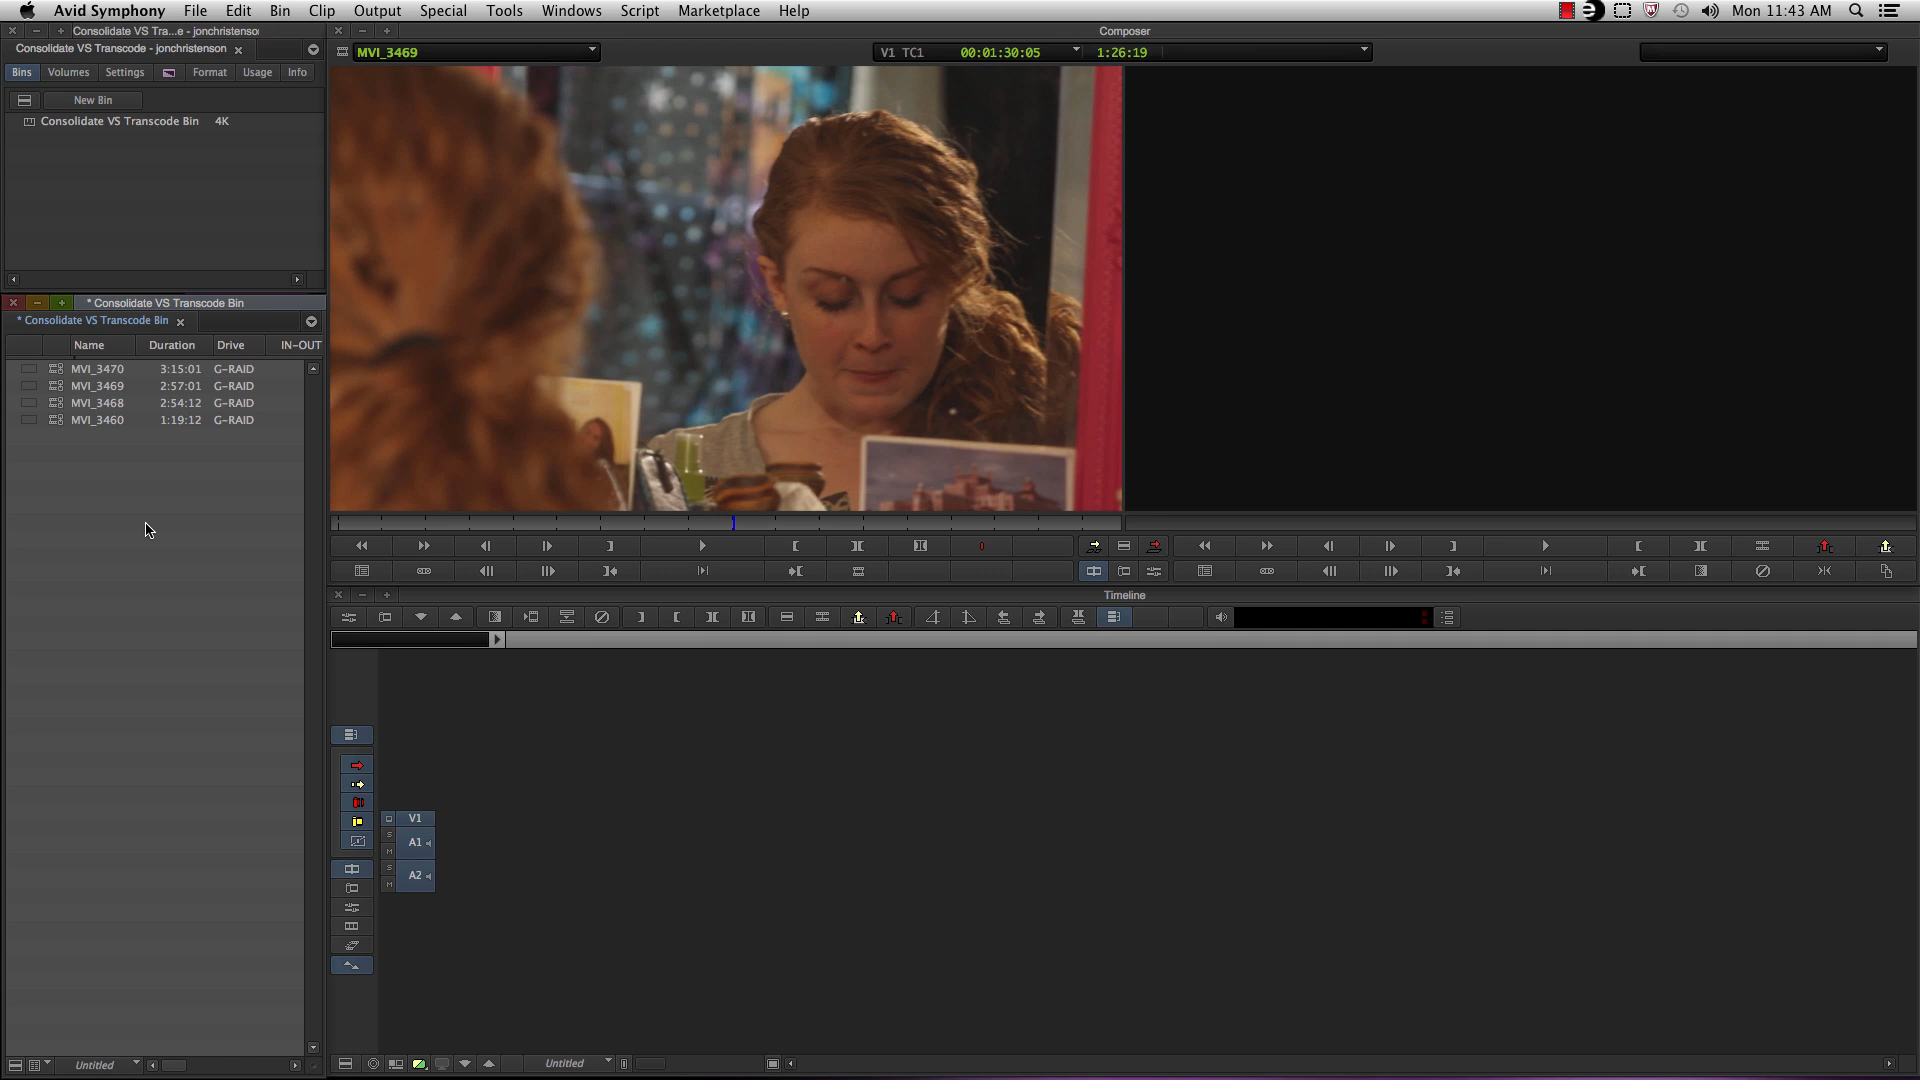 Avid Symphony File Edit Bin Clip Output Special Tools Windows Script Marketplace Help Mon 11:43 AM
Consolidate VS Tra...e - jonchristenso
Composer
Consolidate VS Transcode - jonchristenson
MVI_3469
V1 TC1 00:01:30:05 1:26:19
Bins Volumes Settings Format Usage Info
New Bin
Consolidate VS Transcode Bin 4K
* Consolidate VS Transcode Bin
* Consolidate VS Transcode Bin
Name Duration Drive IN-OUT
MVI_3470 3:15:01 G-RAID
MVI_3469 2:57:01 G-RAID
MVI_3468 2:54:12 G-RAID
MVI_3460 1:19:12 G-RAID
Timeline
V1
S
A1
M
S
A2
M
Untitled
Untitled